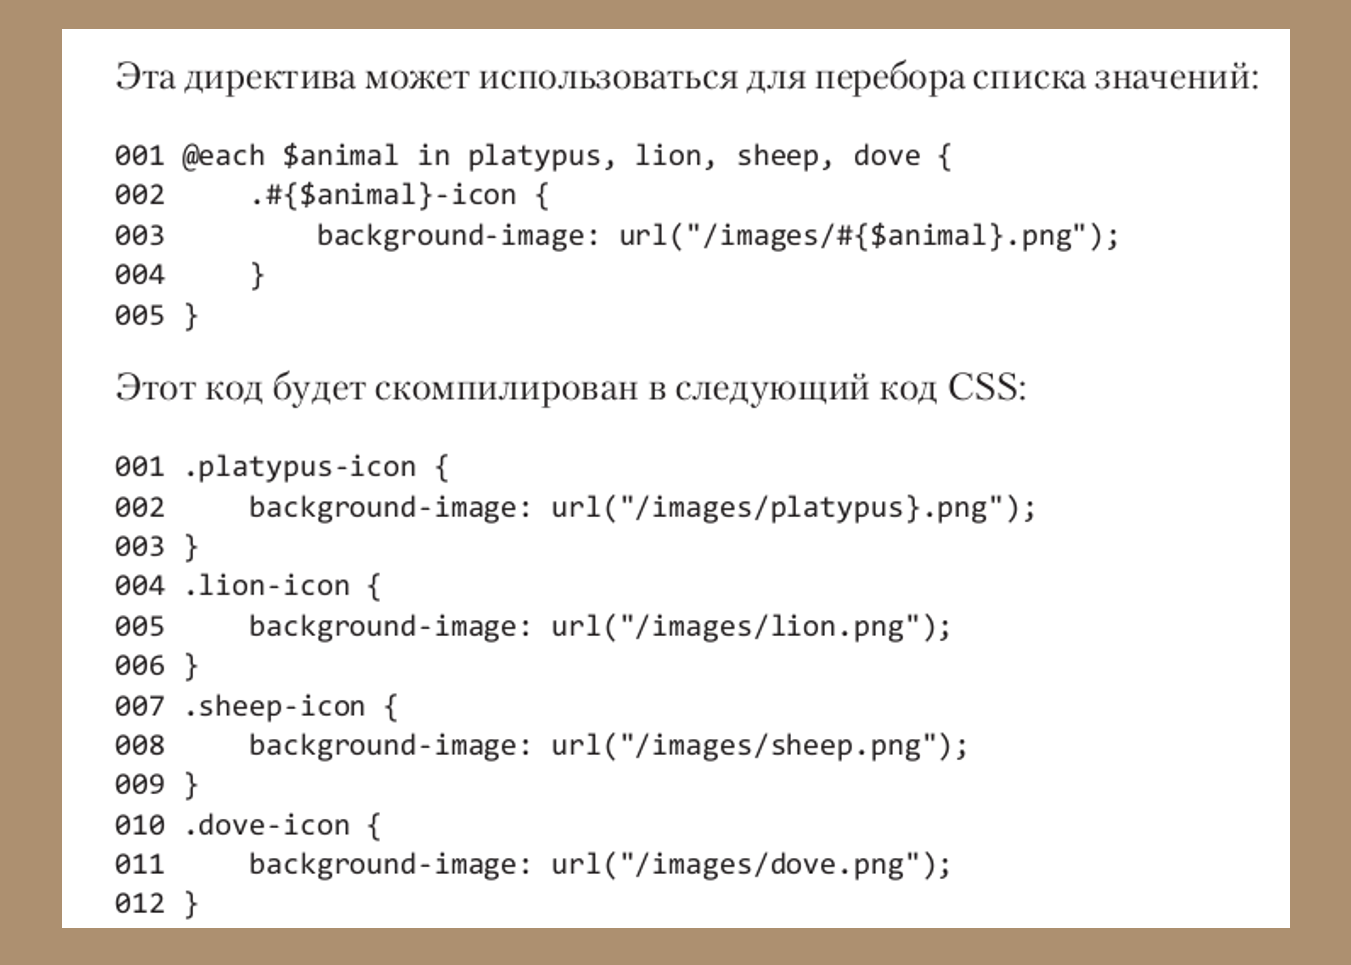 Эта директива может использоваться для перебора списка значений:
001 @each $animal in platypus, lion, sheep, dove {
002     .#{$animal}-icon {
003         background-image: url("/images/#{$animal}.png");
004     }
005 }
Этот код будет скомпилирован в следующий код CSS:
001 .platypus-icon {
002     background-image: url("/images/platypus}.png");
003 }
004 .lion-icon {
005     background-image: url("/images/lion.png");
006 }
007 .sheep-icon {
008     background-image: url("/images/sheep.png");
009 }
010 .dove-icon {
011     background-image: url("/images/dove.png");
012 }